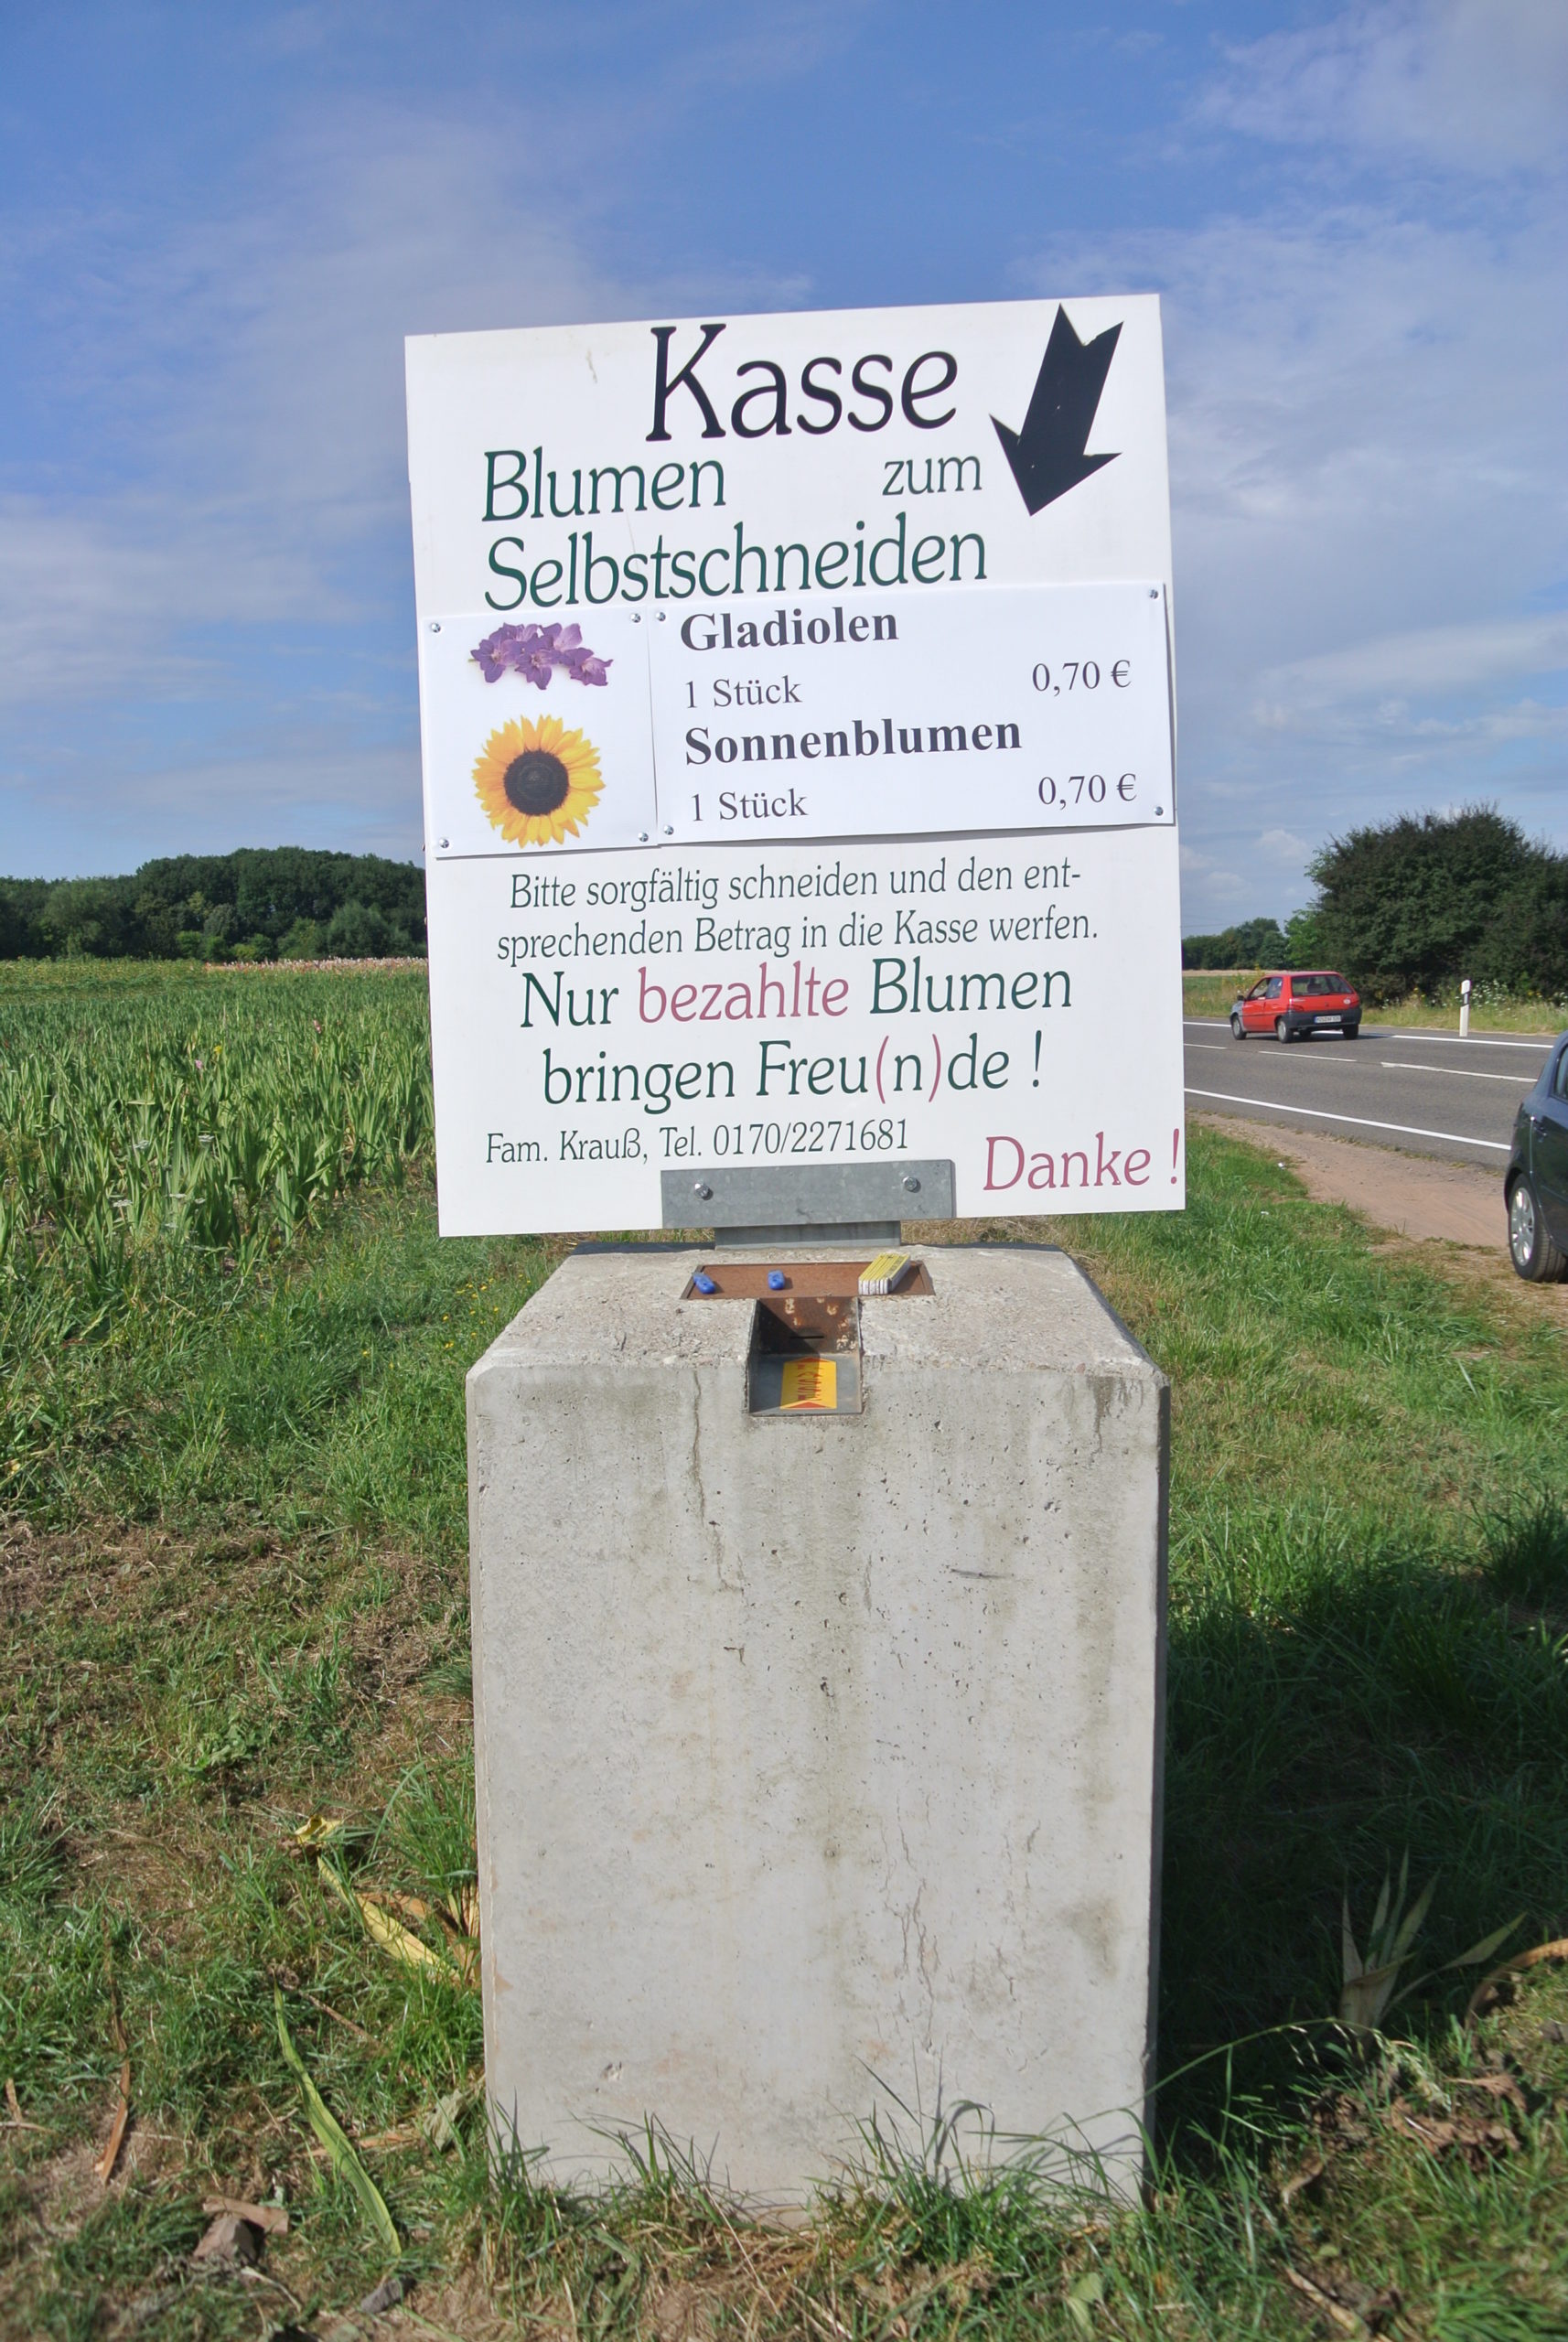 Kasse
Blumen zum
Selbstschneiden
Gladiolen
1 Stück 0,70 €
Sonnenblumen
1 Stück 0,70 €
Bitte sorgfältig schneiden und den ent-
sprechenden Betrag in die Kasse werfen.
Nur bezahlte Blumen
bringen Freu(n)de !
Fam. Krauß, Tel. 0170/2271681
Danke !